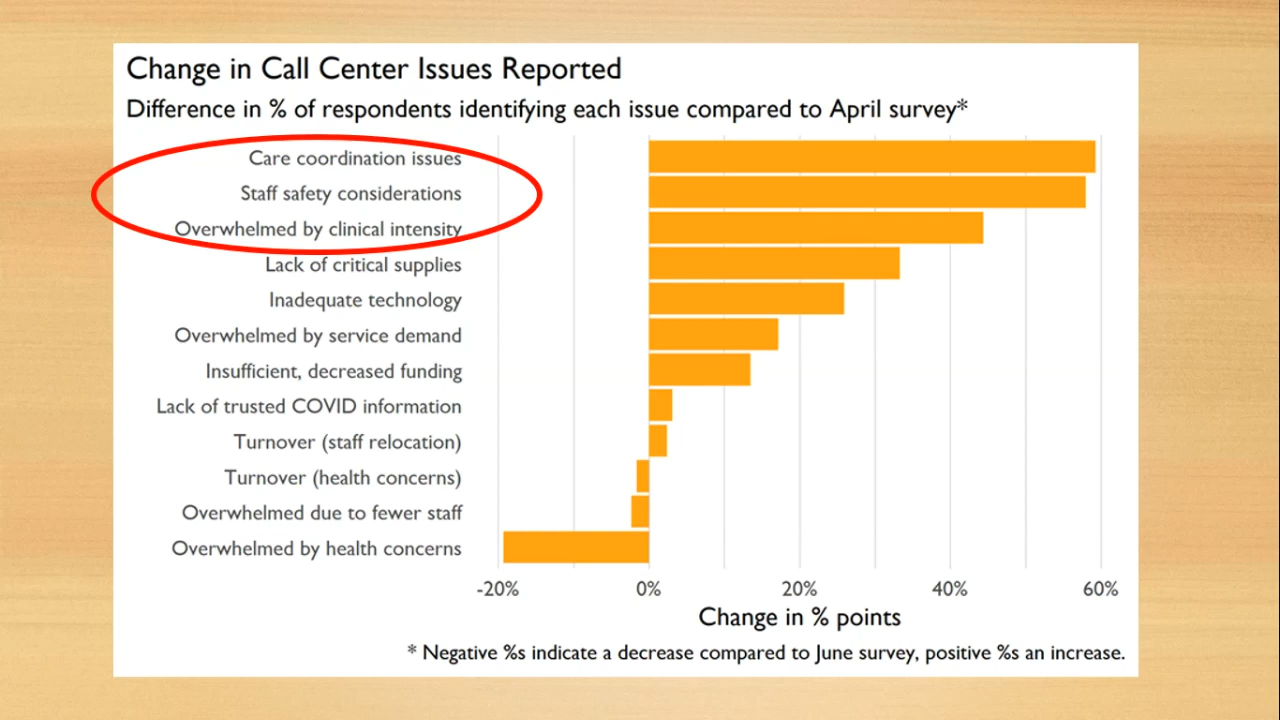 Change in Call Center Issues Reported
Difference in % of respondents identifying each issue compared to April survey*
Care coordination issues
Staff safety considerations
Overwhelmed by clinical intensity
Lack of critical supplies
Inadequate technology
Overwhelmed by service demand
Insufficient, decreased funding
Lack of trusted COVID information
Turnover (staff relocation)
Turnover (health concerns)
Overwhelmed due to fewer staff
Overwhelmed by health concerns
-20% 0% 20% 40% 60%
Change in % points
* Negative %s indicate a decrease compared to June survey, positive %s an increase.